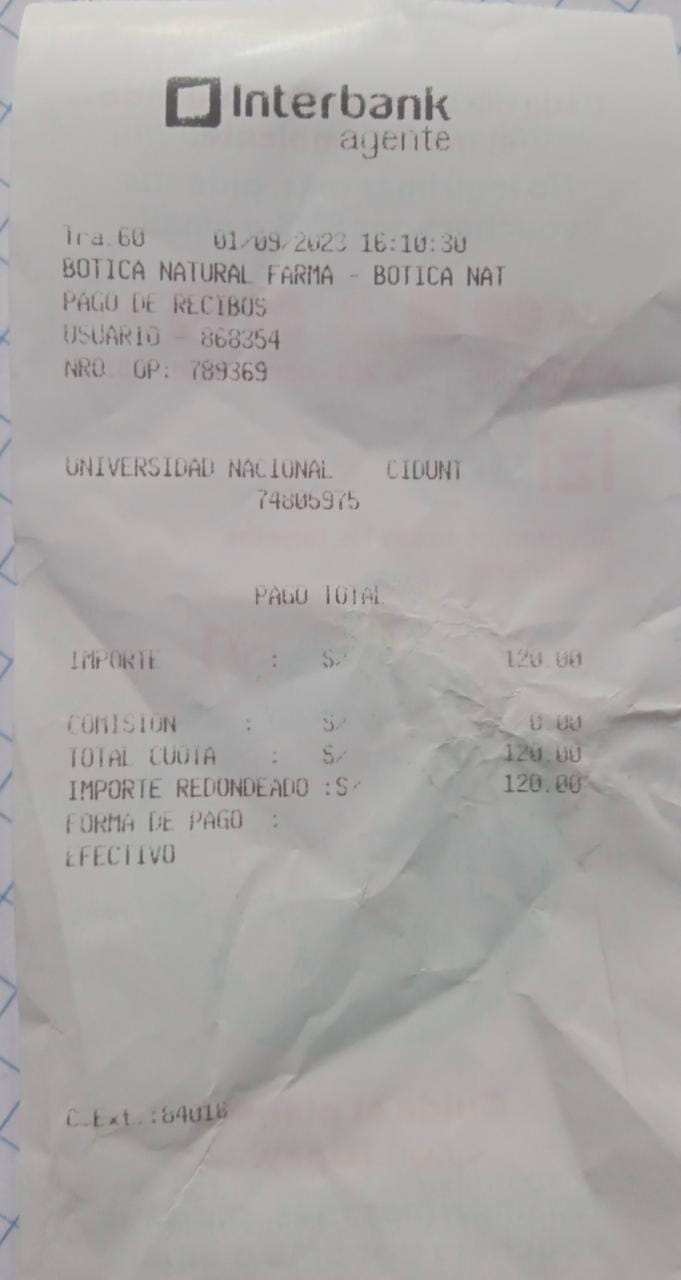 Interbank
agente
Tra.60 01/09/2023 16:10:30
BOTICA NATURAL FARMA - BOTICA NAT
PAGO DE RECIBOS
USUARIO - 868354
NRO. OP: 789369
UNIVERSIDAD NACIONAL CIDUNT
74805975
PAGO TOTAL
IMPORTE : S/ 120.00
COMISION : S/ 0.00
TOTAL CUOTA : S/ 120.00
IMPORTE REDONDEADO :S/ 120.00
FORMA DE PAGO :
EFECTIVO
C.Ext.:84018